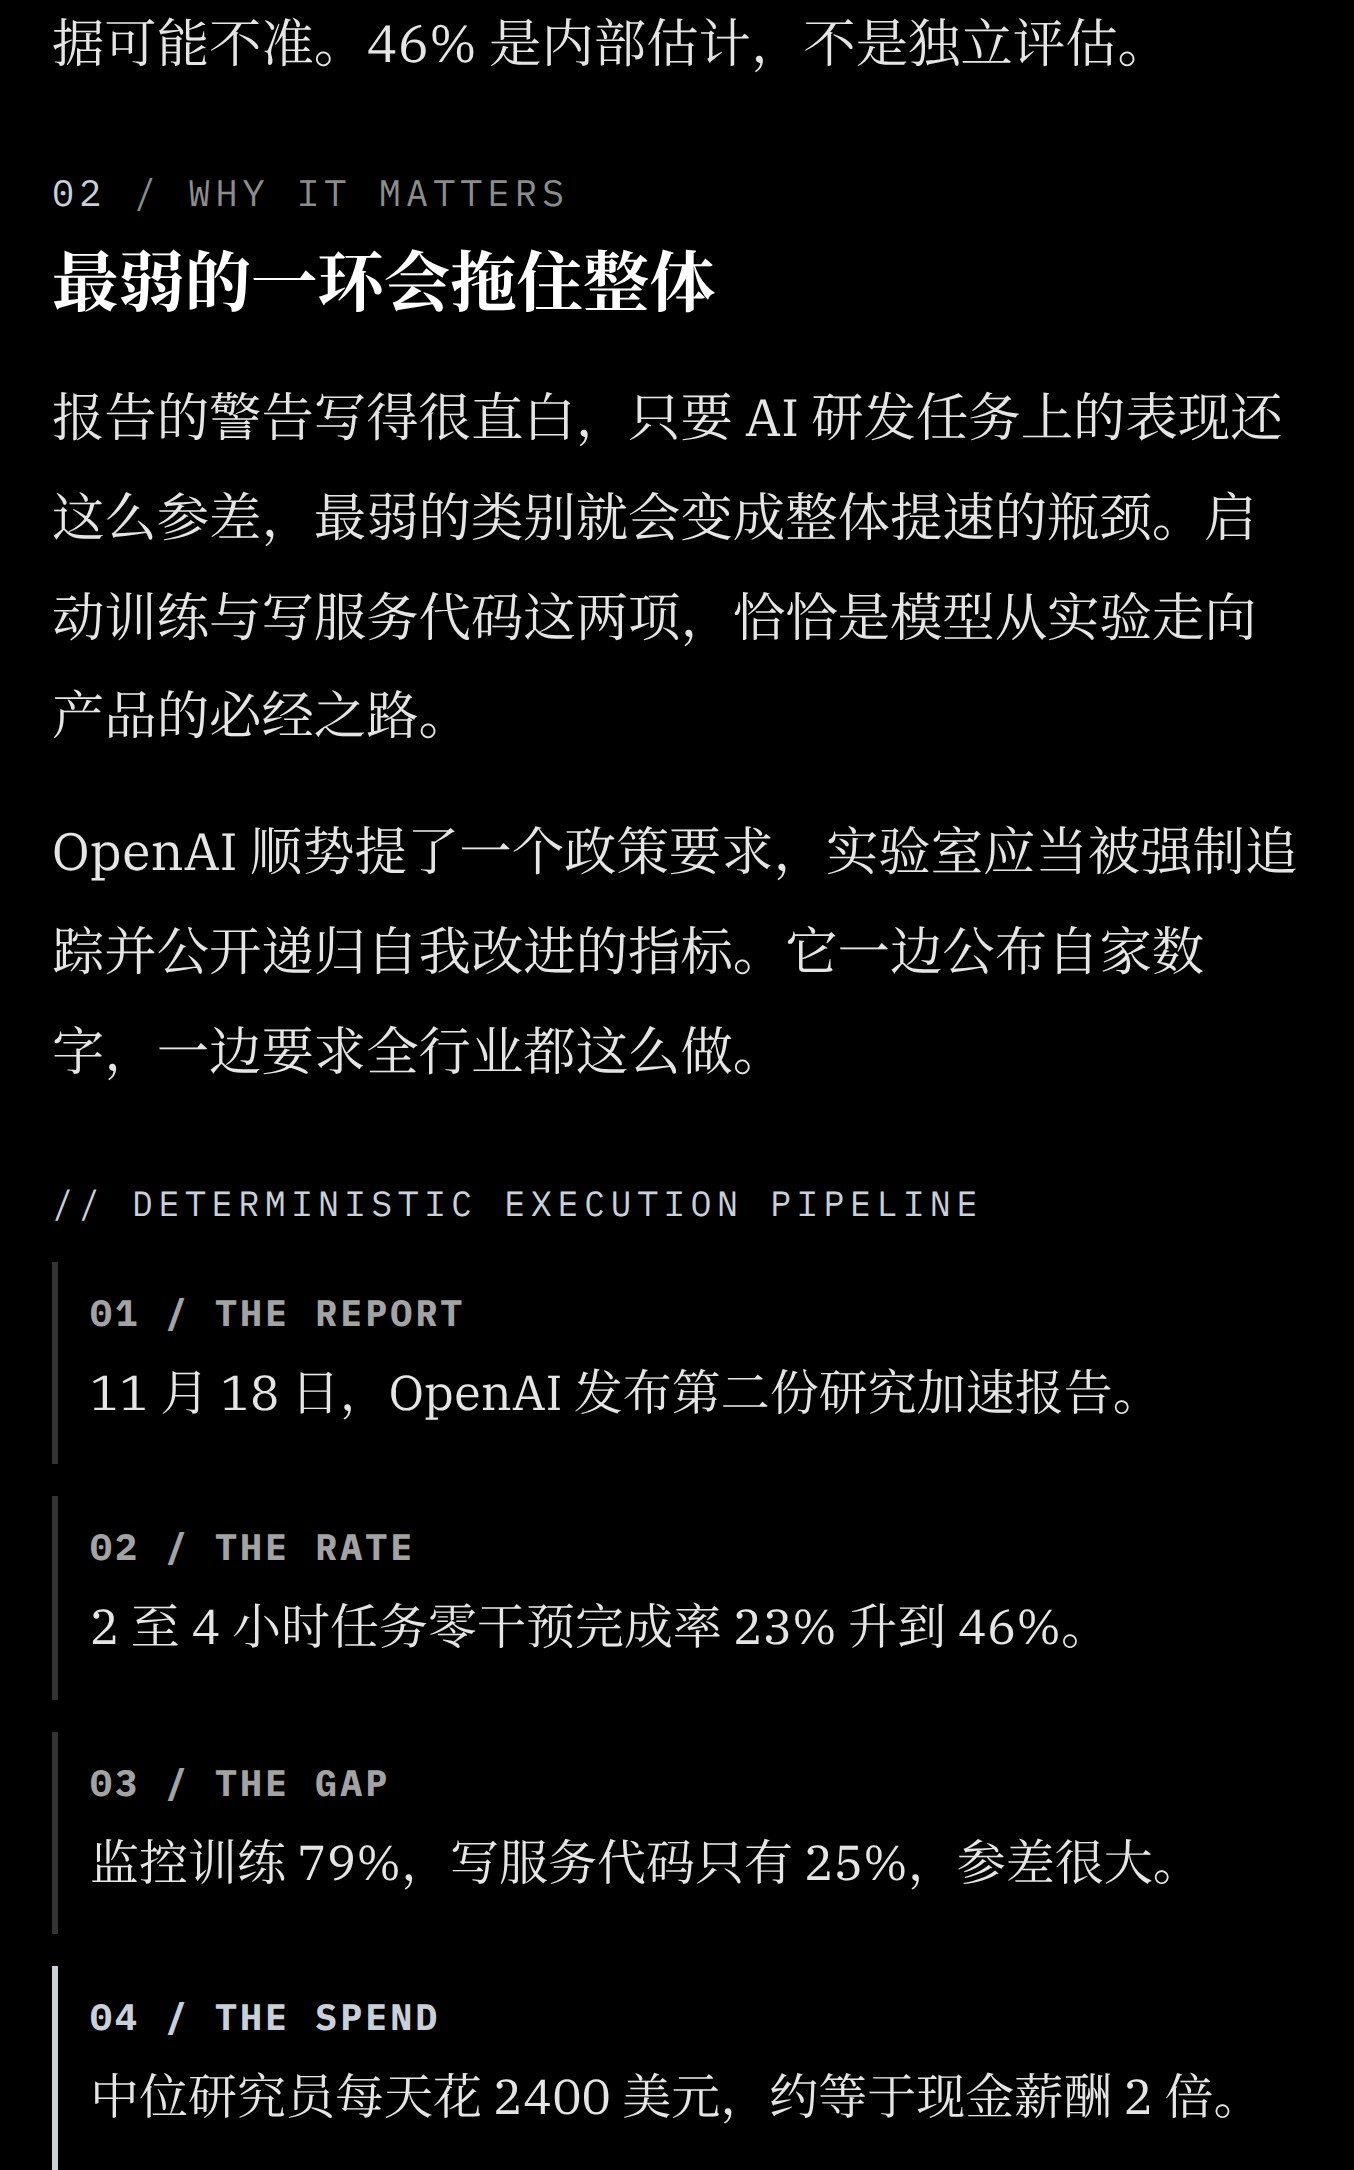 据可能不准。46% 是内部估计，不是独立评估。
02 / WHY IT MATTERS
最弱的一环会拖住整体
报告的警告写得很直白，只要 AI 研发任务上的表现还
这么参差，最弱的类别就会变成整体提速的瓶颈。启
动训练与写服务代码这两项，恰恰是模型从实验走向
产品的必经之路。
OpenAI 顺势提了一个政策要求，实验室应当被强制追
踪并公开递归自我改进的指标。它一边公布自家数
字，一边要求全行业都这么做。
// DETERMINISTIC EXECUTION PIPELINE
01 / THE REPORT
11 月 18 日，OpenAI 发布第二份研究加速报告。
02 / THE RATE
2 至 4 小时任务零干预完成率 23% 升到 46%。
03 / THE GAP
监控训练 79%，写服务代码只有 25%，参差很大。
04 / THE SPEND
中位研究员每天花 2400 美元，约等于现金薪酬 2 倍。